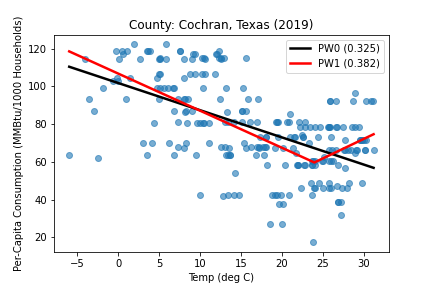 County: Cochran, Texas (2019)
PW0 (0.325)
PW1 (0.382)
Per-Capita Consumption (MMBtu/1000 Households)
120
100
80
60
40
20
−5 0 5 10 15 20 25 30
Temp (deg C)